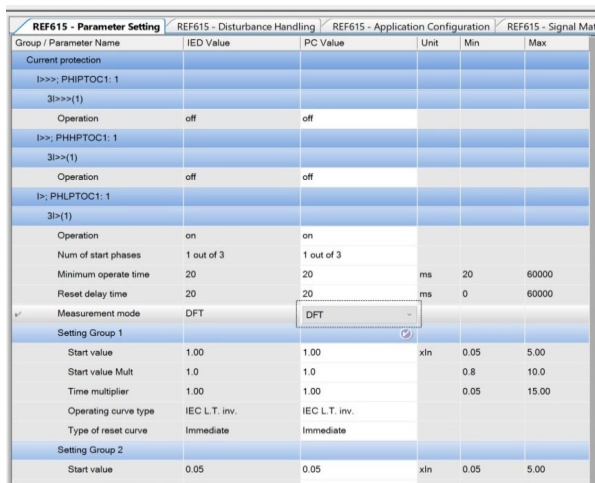 REF615 - Parameter Setting REF615 - Disturbance Handling REF615 - Application Configuration REF615 - Signal Mat
Group / Parameter Name IED Value PC Value Unit Min Max
Current protection
I>>>; PHIPTOC1: 1
3I>>>(1)
Operation off off
I>>; PHHPTOC1: 1
3I>>(1)
Operation off off
I>; PHLPTOC1: 1
3I>(1)
Operation on on
Num of start phases 1 out of 3 1 out of 3
Minimum operate time 20 20 ms 20 60000
Reset delay time 20 20 ms 0 60000
Measurement mode DFT DFT
Setting Group 1
Start value 1.00 1.00 xIn 0.05 5.00
Start value Mult 1.0 1.0 0.8 10.0
Time multiplier 1.00 1.00 0.05 15.00
Operating curve type IEC L.T. inv. IEC L.T. inv.
Type of reset curve Immediate Immediate
Setting Group 2
Start value 0.05 0.05 xIn 0.05 5.00